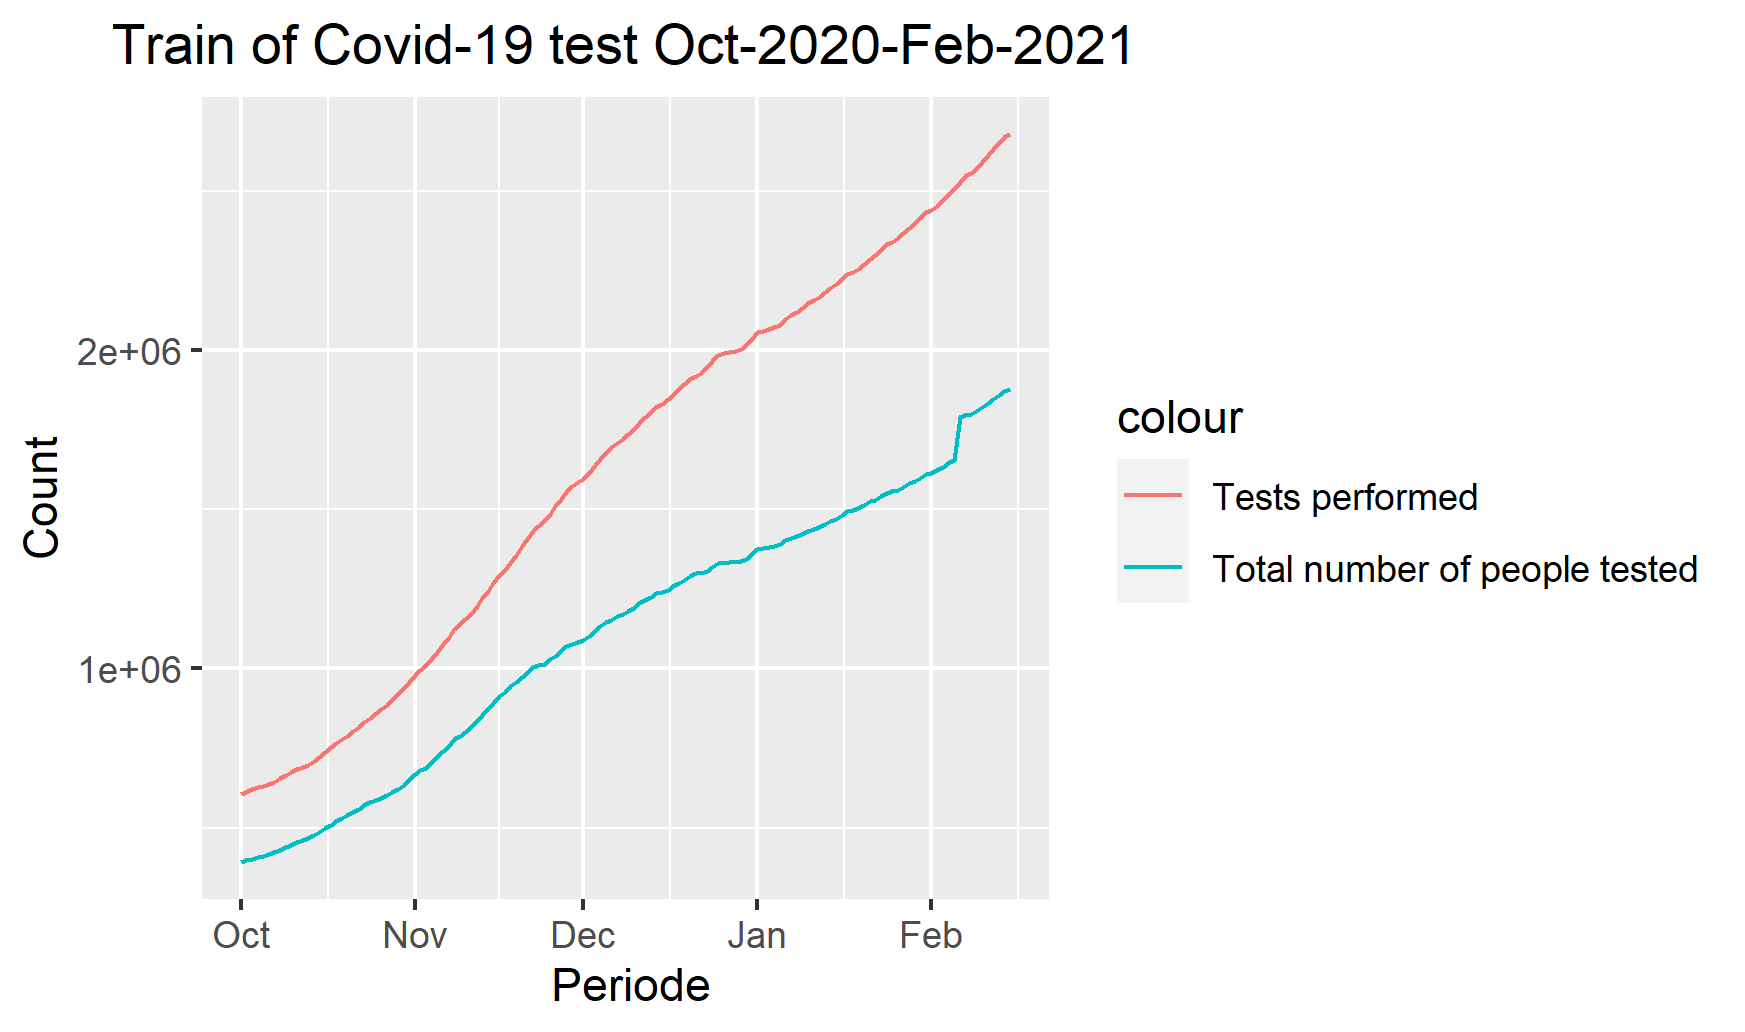 Train of Covid-19 test Oct-2020-Feb-2021
Count
2e+06
1e+06
Oct Nov Dec Jan Feb
Periode
colour
Tests performed
Total number of people tested